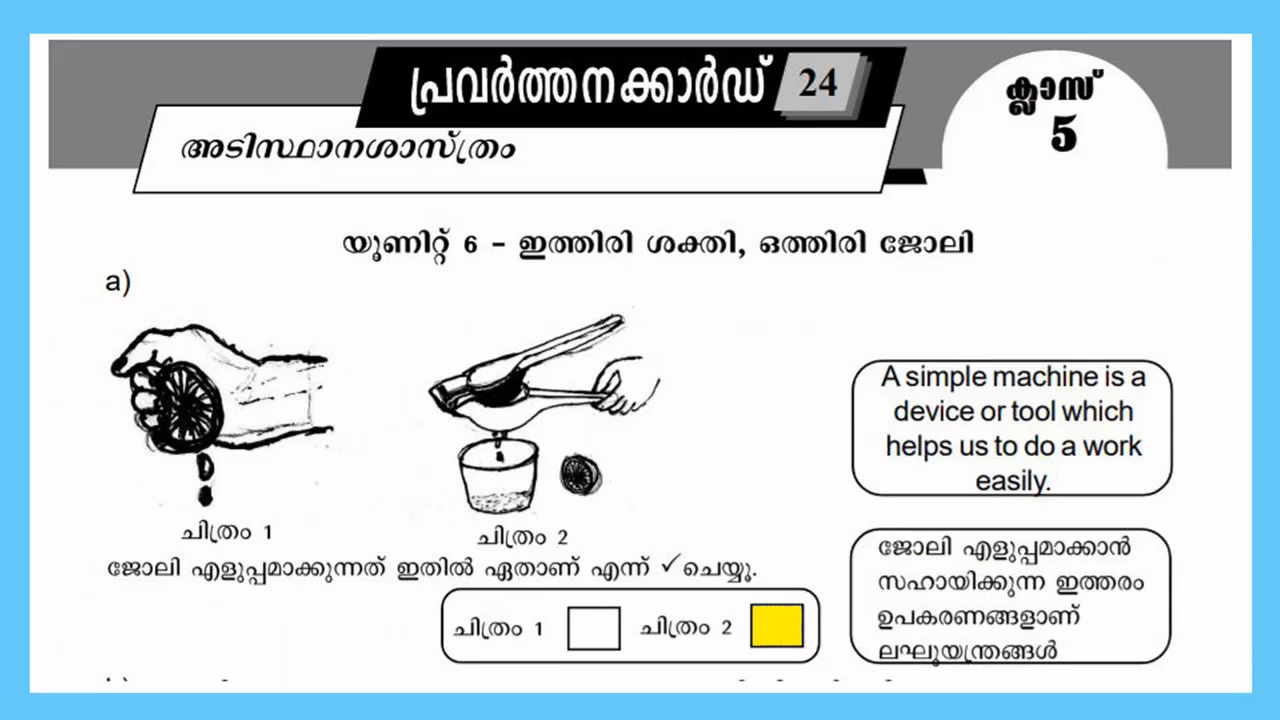 പ്രവർത്തനക്കാർഡ് 24
ക്ലാസ്
5
അടിസ്ഥാനശാസ്ത്രം
യൂണിറ്റ് 6 - ഇത്തിരി ശക്തി, ഒത്തിരി ജോലി
a)
A simple machine is a
device or tool which
helps us to do a work
easily.
ചിത്രം 1
ചിത്രം 2
ജോലി എളുപ്പമാക്കുന്നത് ഇതിൽ ഏതാണ് എന്ന് ✓ ചെയ്യൂ.
ചിത്രം 1 ചിത്രം 2
ജോലി എളുപ്പമാക്കാൻ
സഹായിക്കുന്ന ഇത്തരം
ഉപകരണങ്ങളാണ്
ലഘുയന്ത്രങ്ങൾ